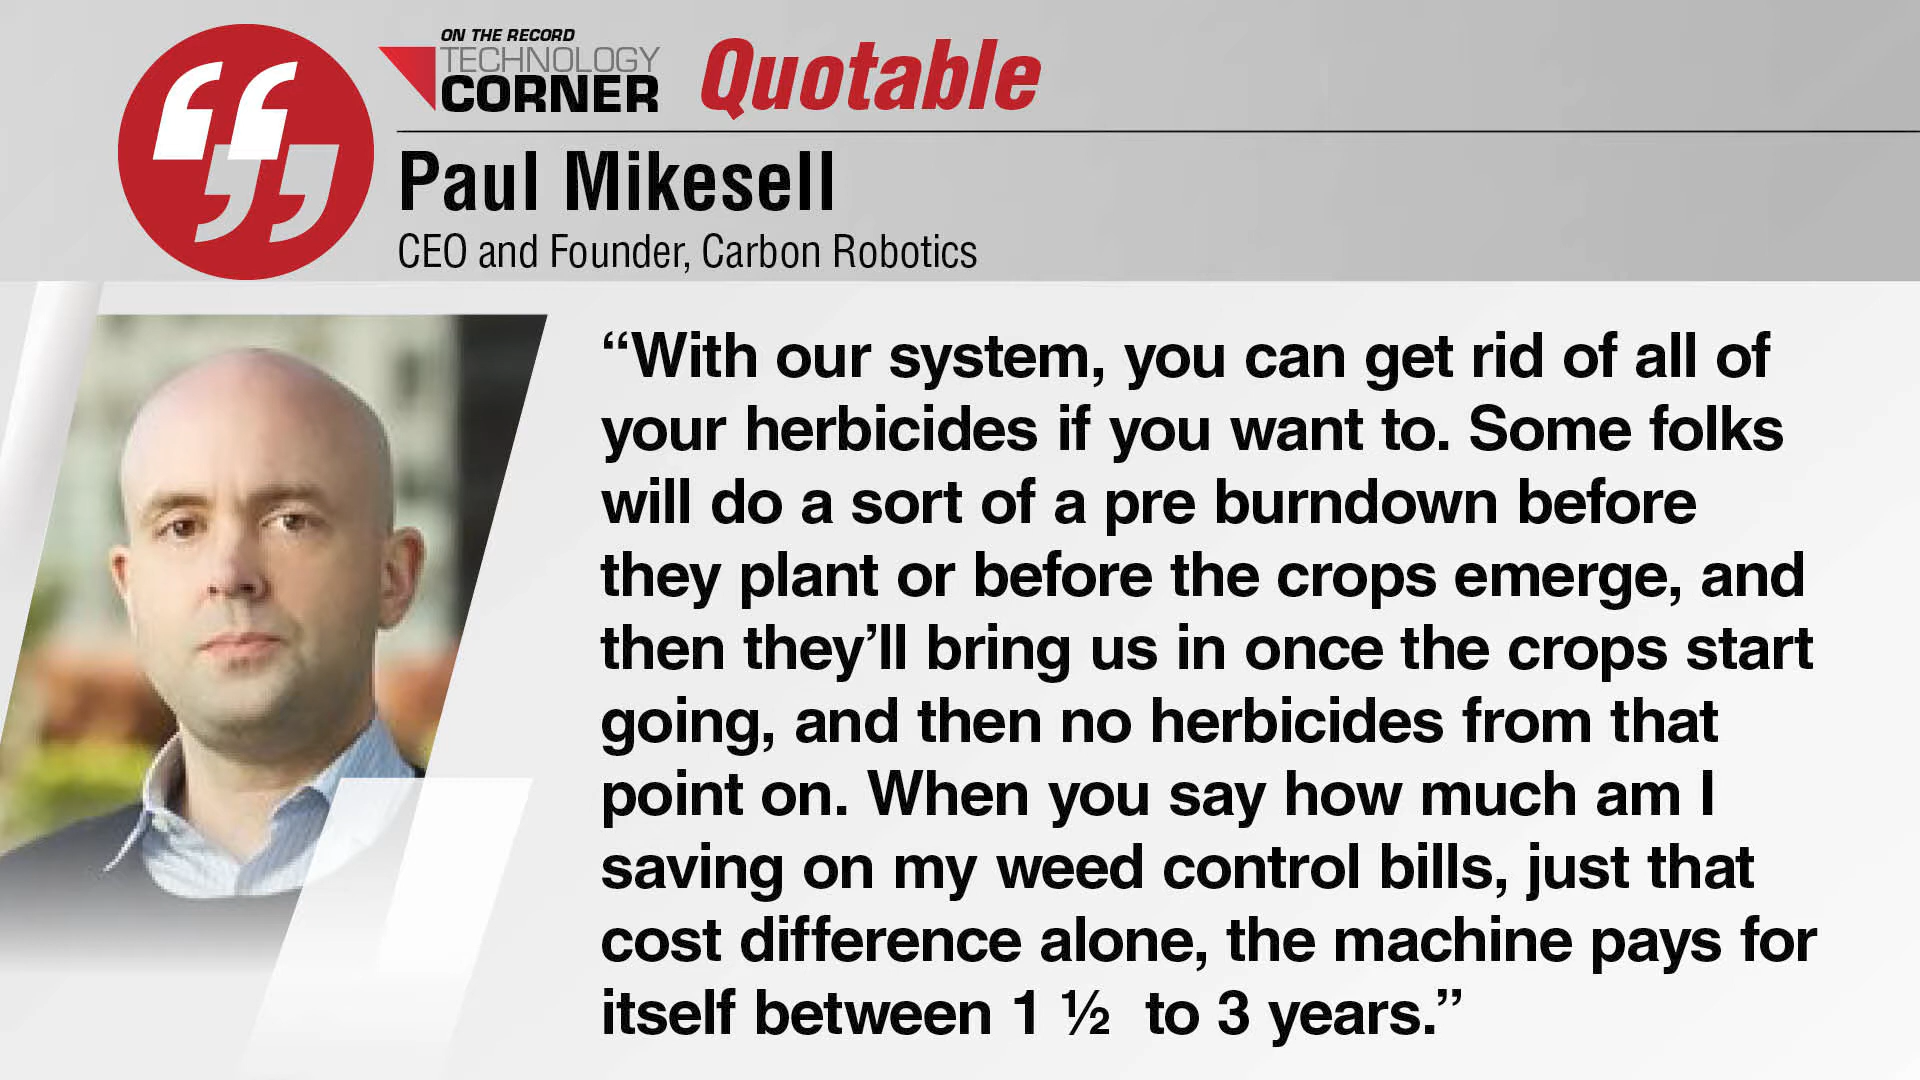 ON THE RECORD
TECHNOLOGY
CORNER
Quotable
Paul Mikesell
CEO and Founder, Carbon Robotics
“With our system, you can get rid of all of
your herbicides if you want to. Some folks
will do a sort of a pre burndown before
they plant or before the crops emerge, and
then they’ll bring us in once the crops start
going, and then no herbicides from that
point on. When you say how much am I
saving on my weed control bills, just that
cost difference alone, the machine pays for
itself between 1 ½  to 3 years.”